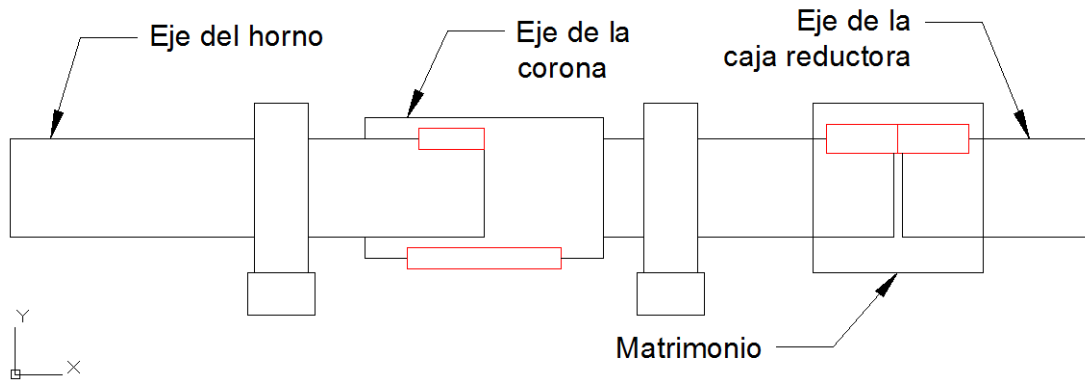 Eje del horno
Eje de la
corona
Eje de la
caja reductora
Matrimonio
Y
X